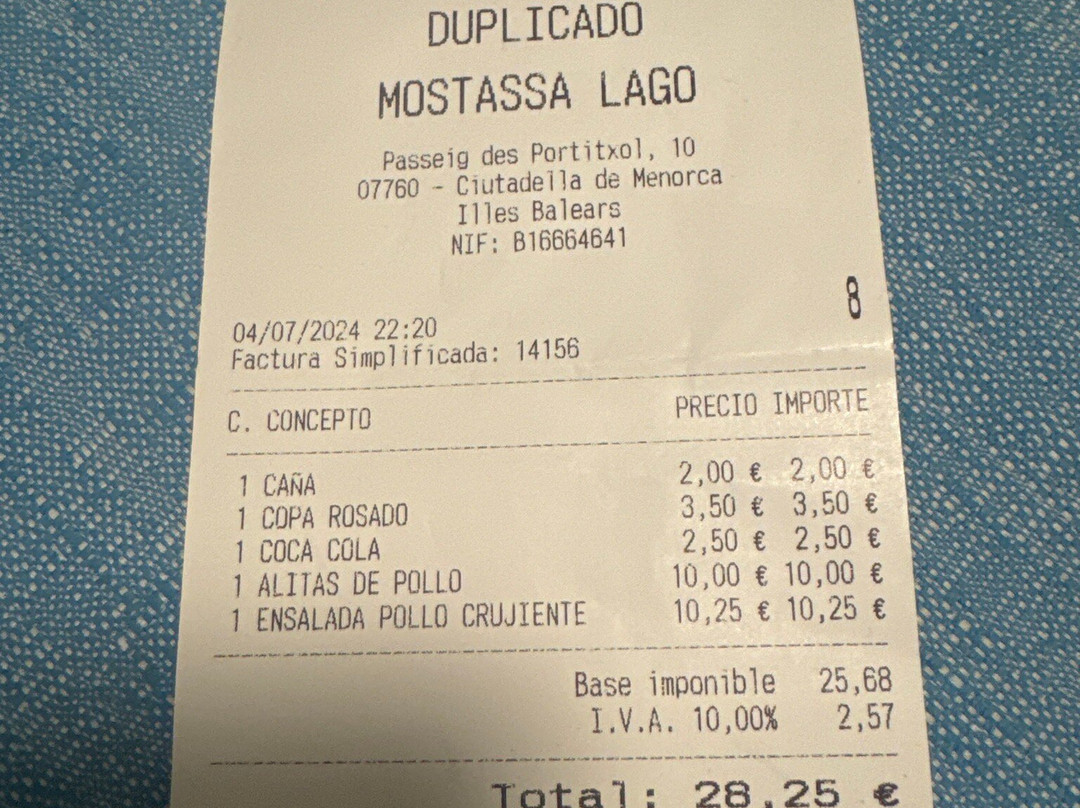 DUPLICADO
MOSTASSA LAGO
Passeig des Portitxol, 10
07760 - Ciutadella de Menorca
Illes Balears
NIF: B16664641
8
04/07/2024 22:20
Factura Simplificada: 14156
C. CONCEPTO PRECIO IMPORTE
1 CAÑA 2,00 € 2,00 €
1 COPA ROSADO 3,50 € 3,50 €
1 COCA COLA 2,50 € 2,50 €
1 ALITAS DE POLLO 10,00 € 10,00 €
1 ENSALADA POLLO CRUJIENTE 10,25 € 10,25 €
Base imponible 25,68
I.V.A. 10,00% 2,57
Total: 28,25 €